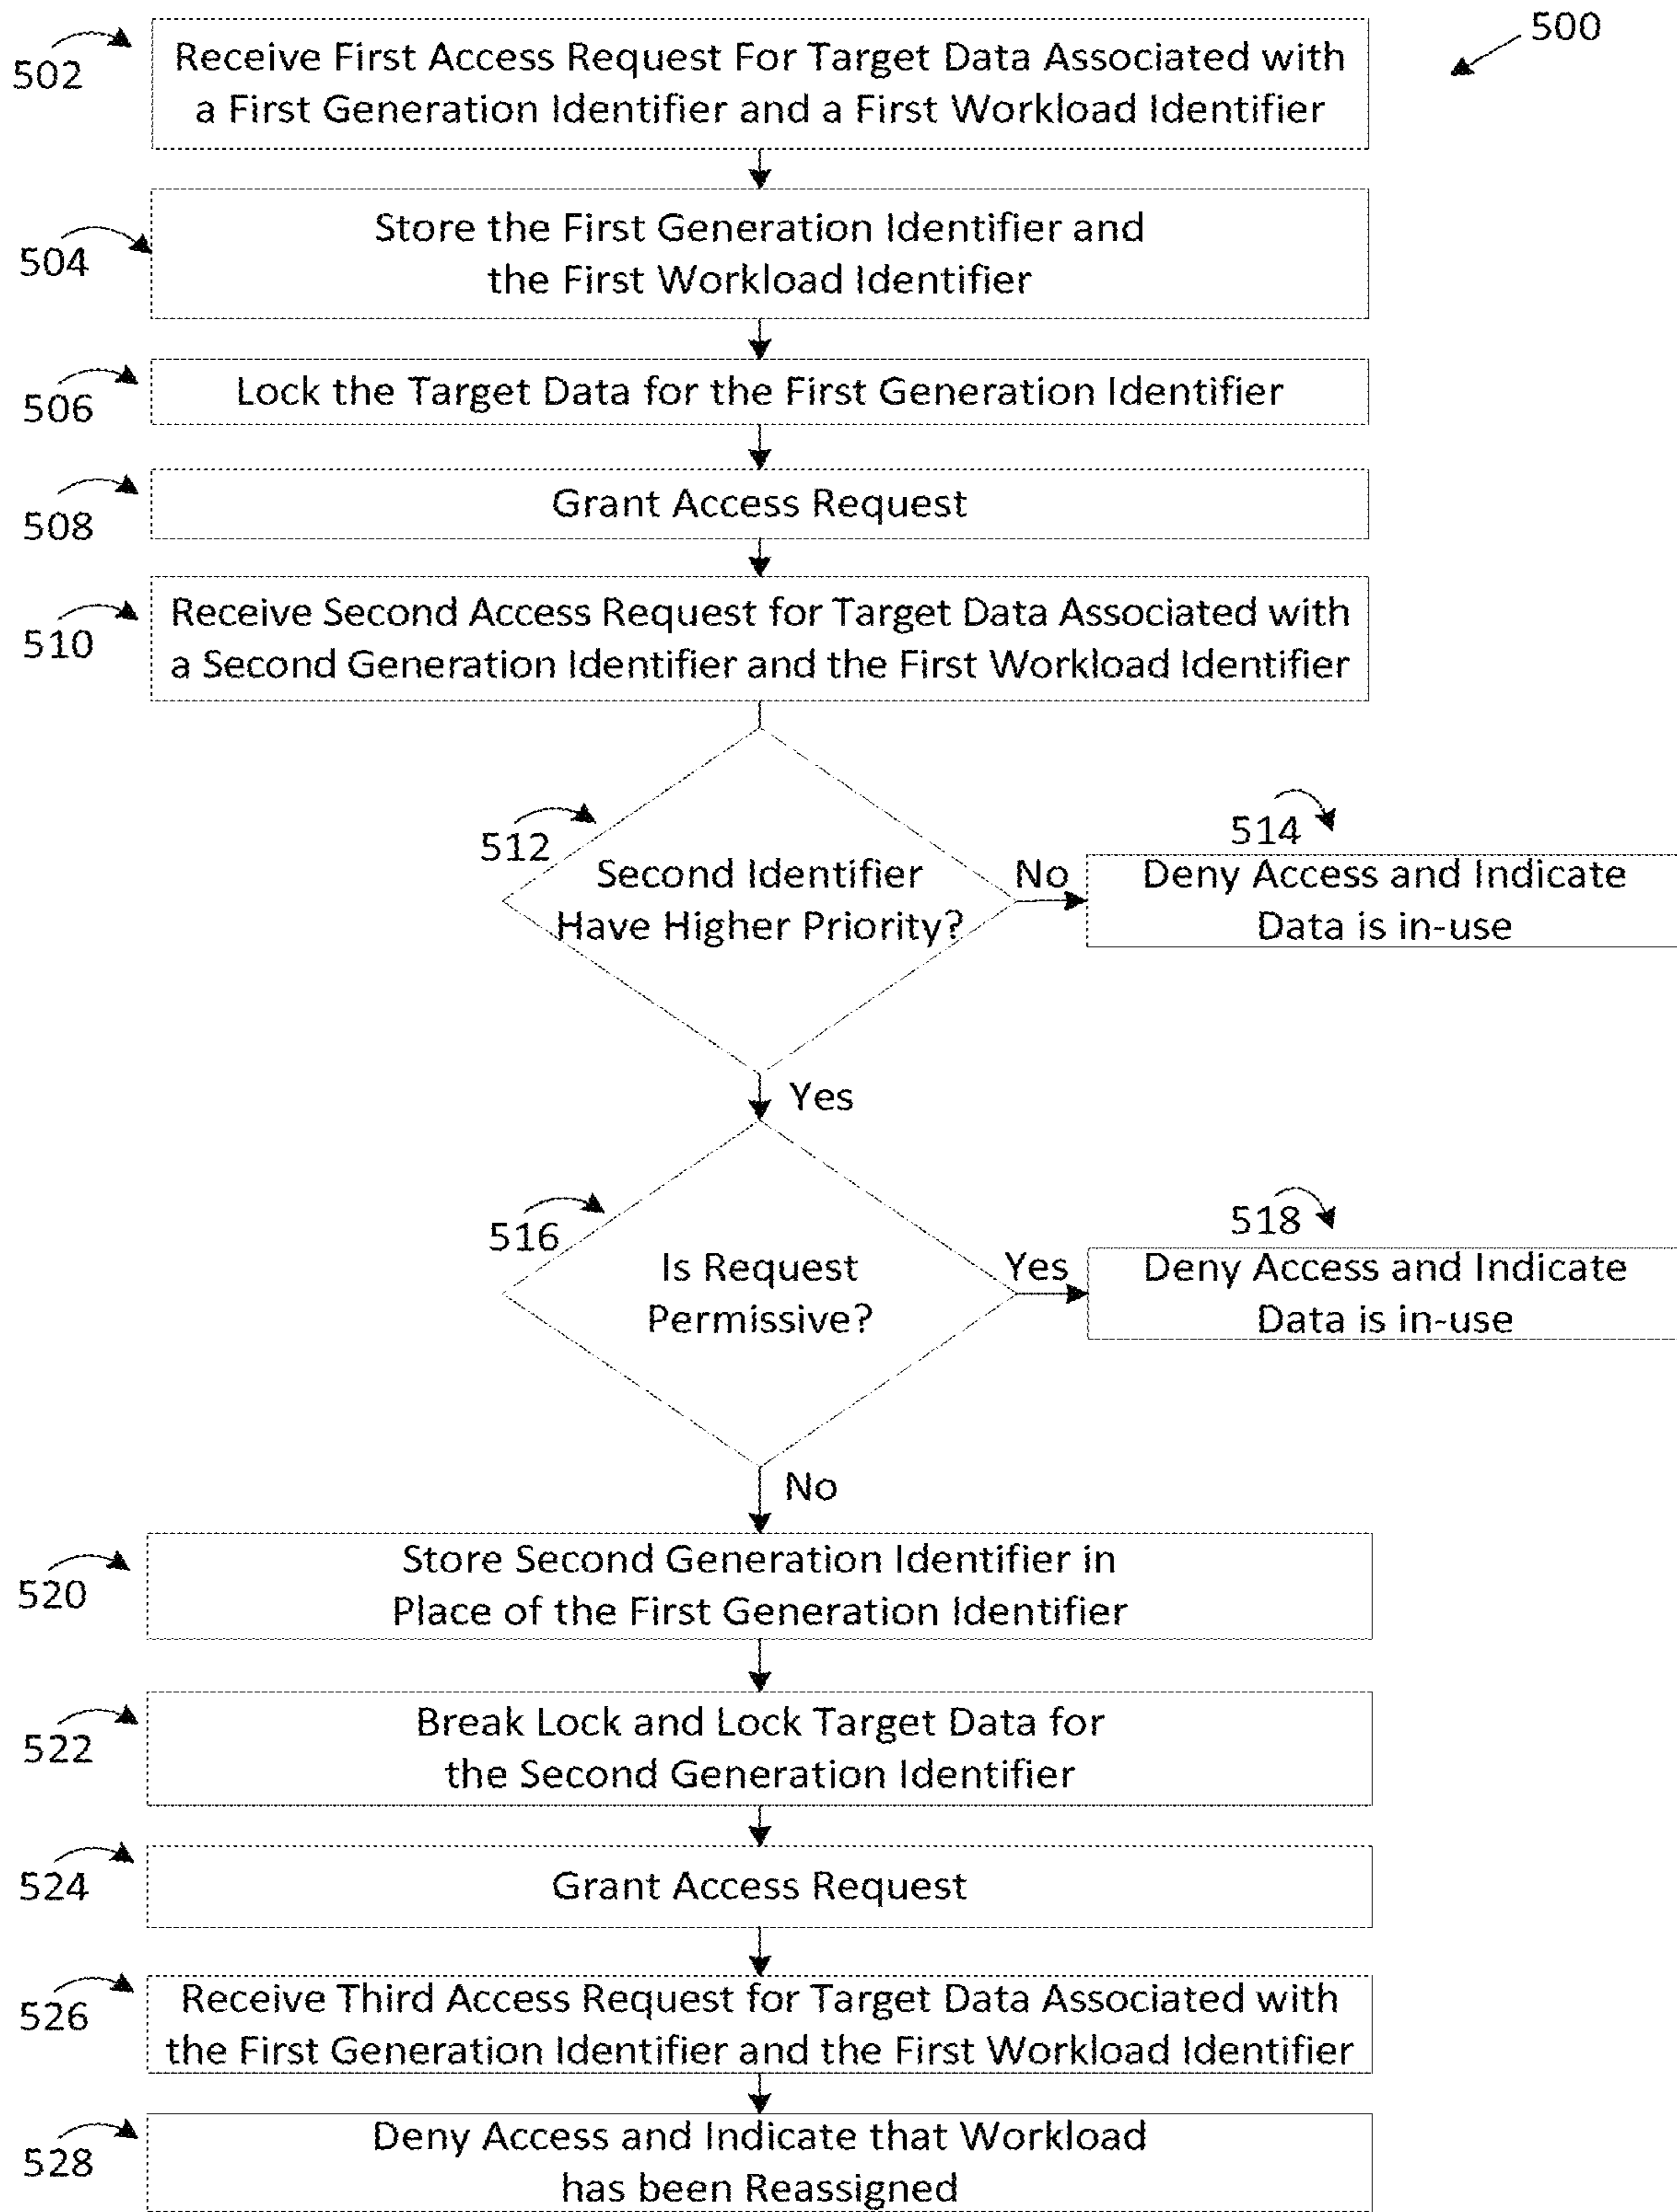 500
502
Receive First Access Request For Target Data Associated with
a First Generation Identifier and a First Workload Identifier
504
Store the First Generation Identifier and
the First Workload Identifier
506
Lock the Target Data for the First Generation Identifier
508
Grant Access Request
510
Receive Second Access Request for Target Data Associated with
a Second Generation Identifier and the First Workload Identifier
512
Second Identifier
Have Higher Priority?
No
514
Deny Access and Indicate
Data is in-use
Yes
516
Is Request
Permissive?
Yes
518
Deny Access and Indicate
Data is in-use
No
520
Store Second Generation Identifier in
Place of the First Generation Identifier
522
Break Lock and Lock Target Data for
the Second Generation Identifier
524
Grant Access Request
526
Receive Third Access Request for Target Data Associated with
the First Generation Identifier and the First Workload Identifier
528
Deny Access and Indicate that Workload
has been Reassigned